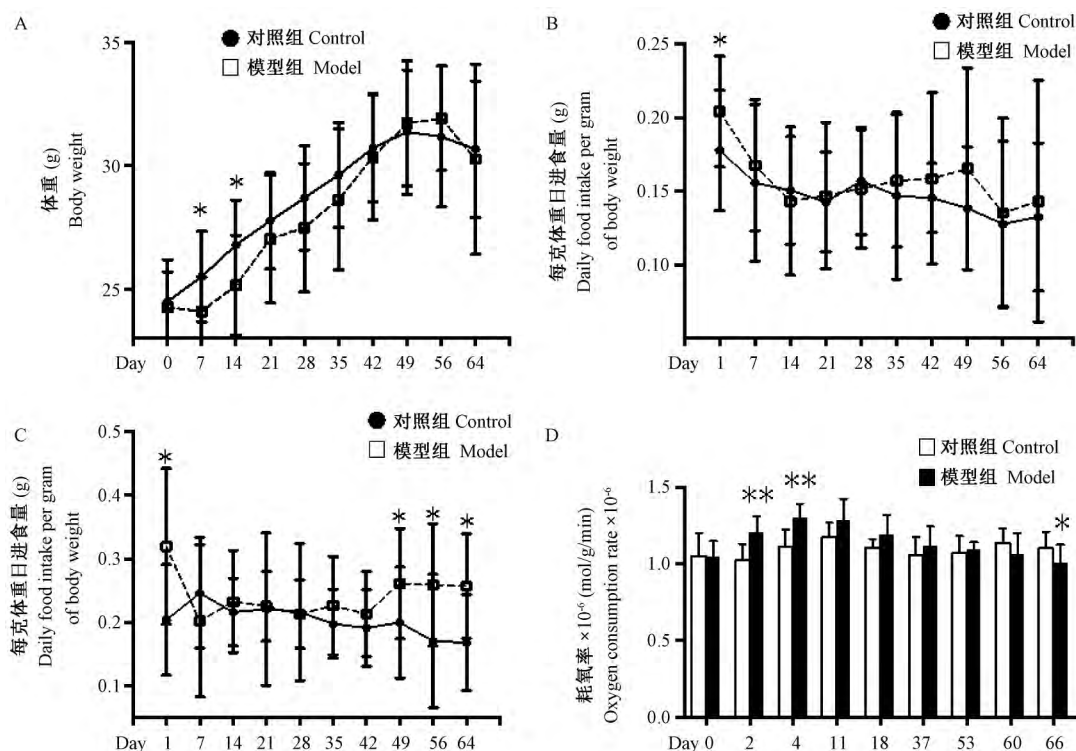 A
对照组 Control
模型组 Model
体重 (g)
Body weight
35
30
25
Day 0 7 14 21 28 35 42 49 56 64
* *
B
对照组 Control
模型组 Model
每克体重日进食量 (g)
Daily food intake per gram
of body weight
0.25
0.20
0.15
0.10
Day 1 7 14 21 28 35 42 49 56 64
*
C
对照组 Control
模型组 Model
每克体重日进食量 (g)
Daily food intake per gram
of body weight
0.5
0.4
0.3
0.2
0.1
Day 1 7 14 21 28 35 42 49 56 64
* * * *
D
对照组 Control
模型组 Model
耗氧率 ×10⁻⁶ (mol/g/min)
Oxygen consumption rate ×10⁻⁶
1.5
1.0
0.5
0.0
Day 0 2 4 11 18 37 53 60 66
** ** *